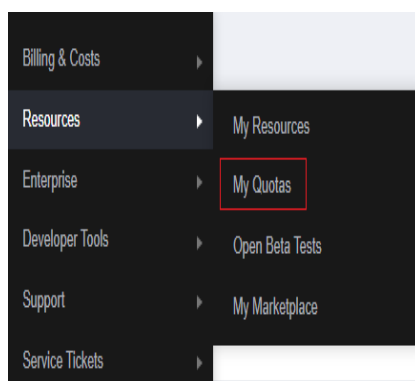 Billing & Costs
Resources
Enterprise
Developer Tools
Support
Service Tickets
My Resources
My Quotas
Open Beta Tests
My Marketplace